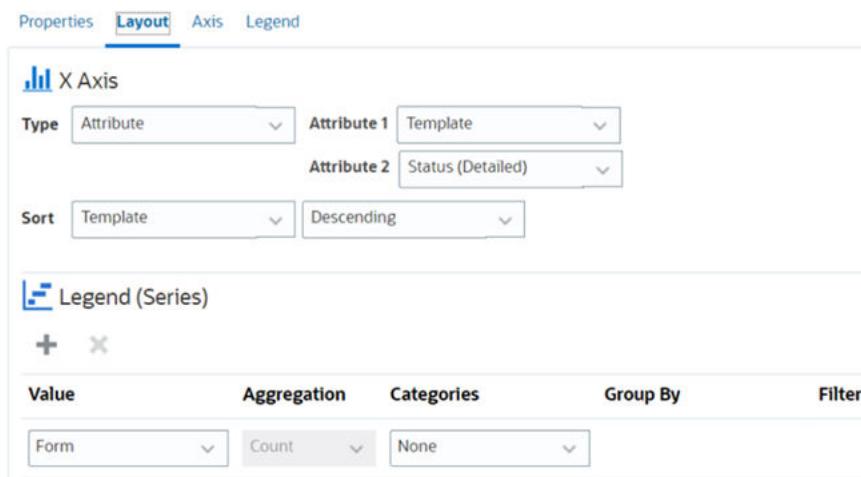 Properties Layout Axis Legend
X Axis
Type Attribute Attribute 1 Template
Attribute 2 Status (Detailed)
Sort Template Descending
Legend (Series)
Value Aggregation Categories Group By Filter
Form Count None